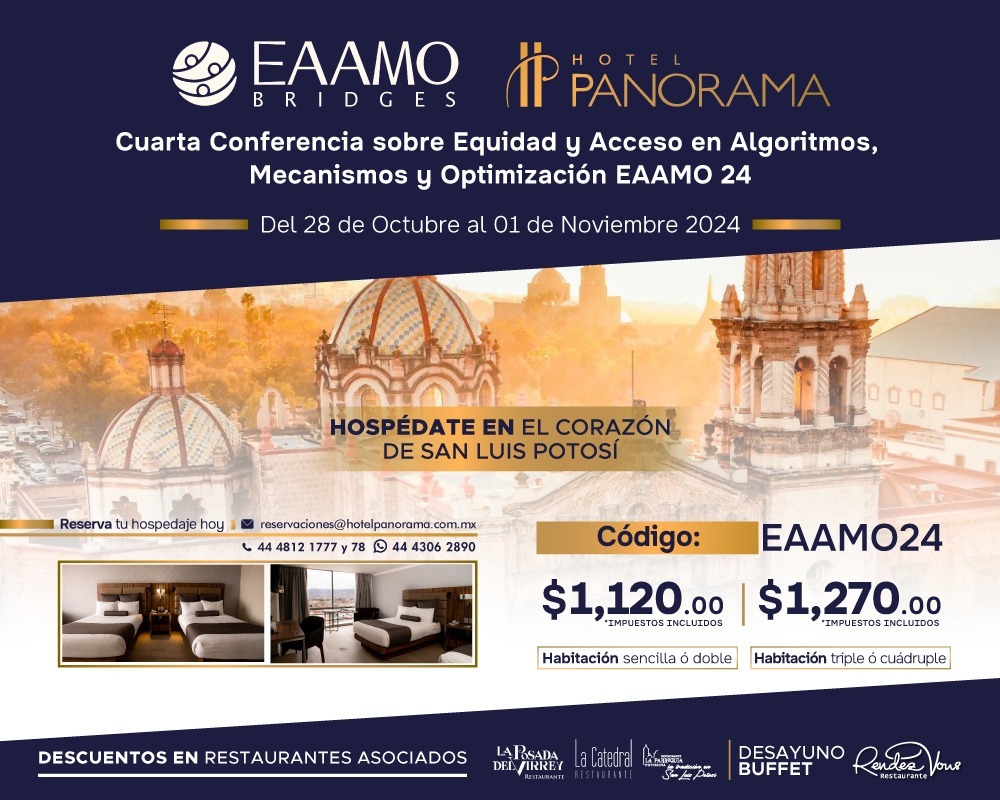 EAAMO
BRIDGES
HOTEL
PANORAMA
Cuarta Conferencia sobre Equidad y Acceso en Algoritmos,
Mecanismos y Optimización EAAMO 24
Del 28 de Octubre al 01 de Noviembre 2024
HOSPÉDATE EN EL CORAZÓN
DE SAN LUIS POTOSÍ
Reserva tu hospedaje hoy
reservaciones@hotelpanorama.com.mx
44 4812 1777 y 78 44 4306 2890
Código: EAAMO24
$1,120.00
*IMPUESTOS INCLUIDOS
Habitación sencilla ó doble
$1,270.00
*IMPUESTOS INCLUIDOS
Habitación triple ó cuádruple
DESCUENTOS EN RESTAURANTES ASOCIADOS
LA POSADA
DEL VIRREY
RESTAURANTE
La Catedral
RESTAURANTE
LA PARROQUIA
San Luis Potosí
DESAYUNO
BUFFET
Rendez Vous
Restaurante